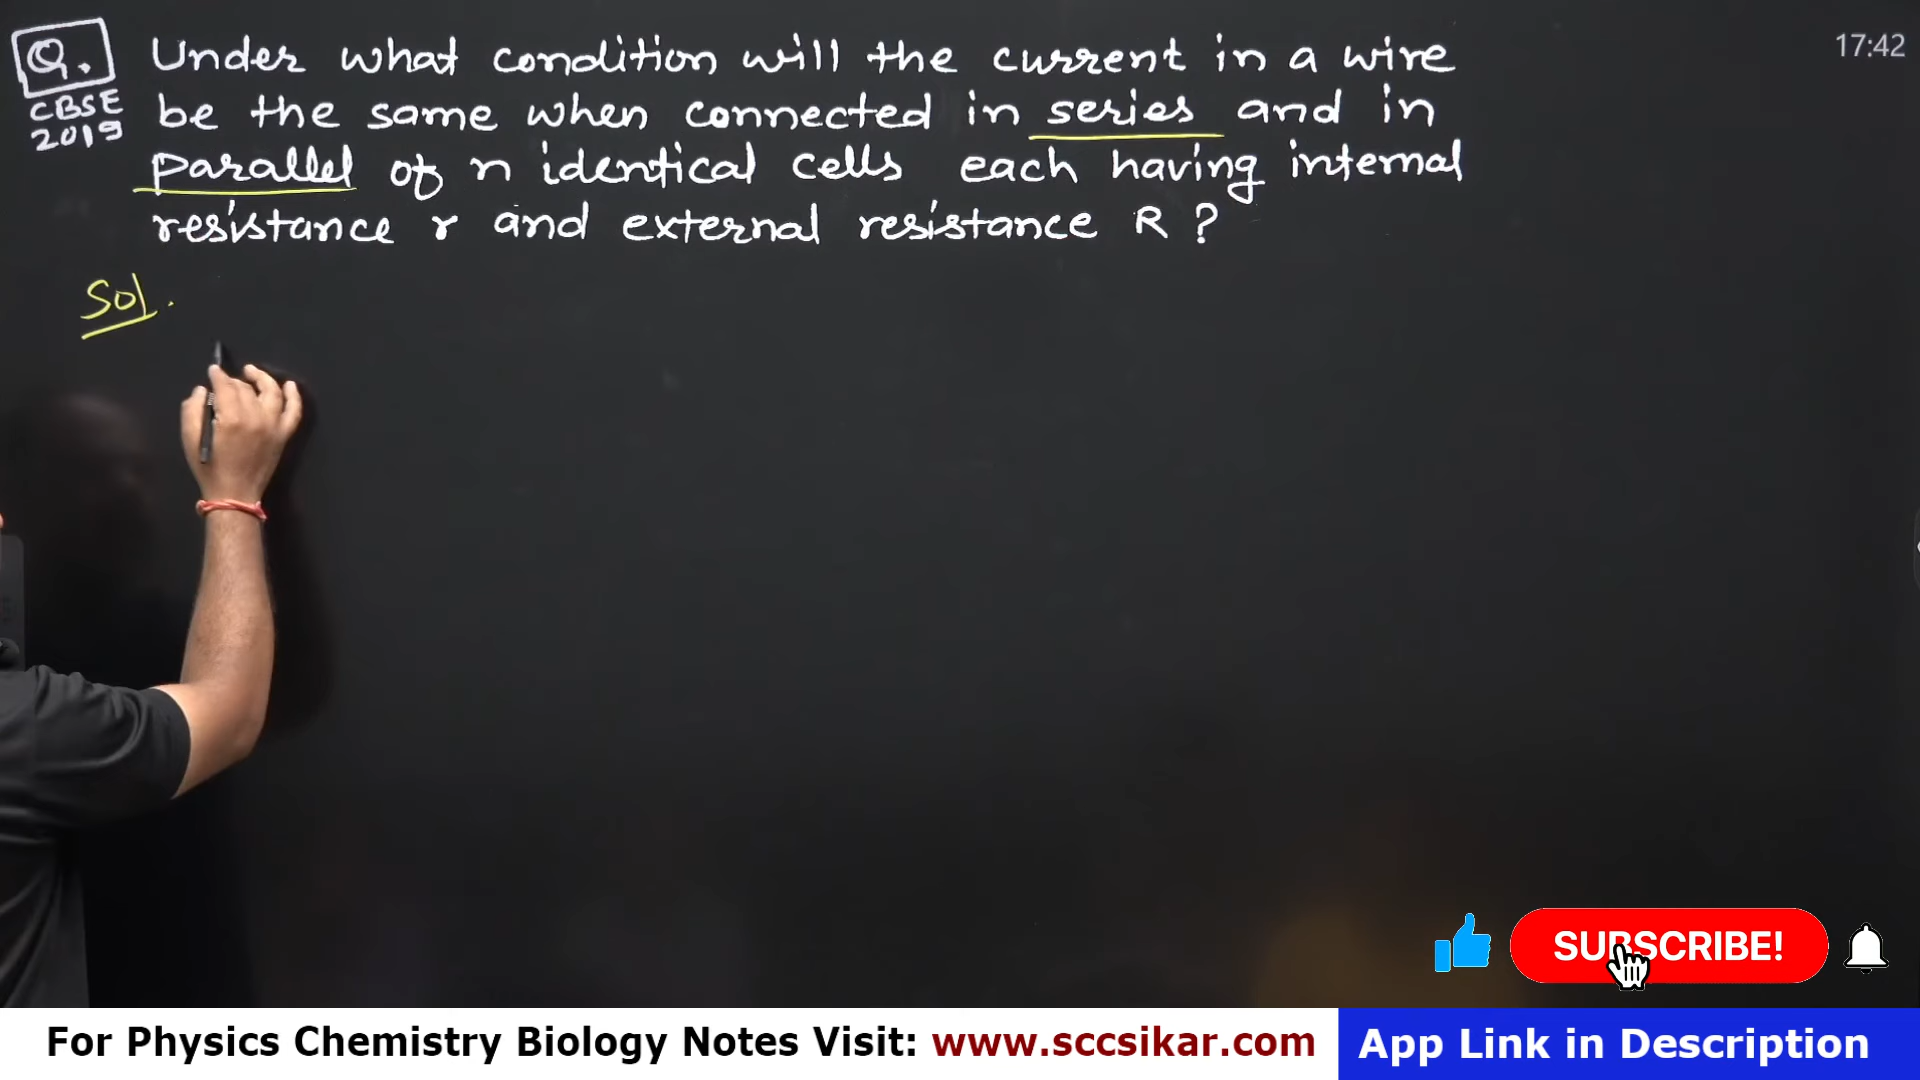 Q.
CBSE
2019
Under what condition will the current in a wire
be the same when connected in series and in
parallel of n identical cells each having internal
resistance r and external resistance R ?
Sol.
17:42
SUBSCRIBE!
For Physics Chemistry Biology Notes Visit: www.sccsikar.com
App Link in Description